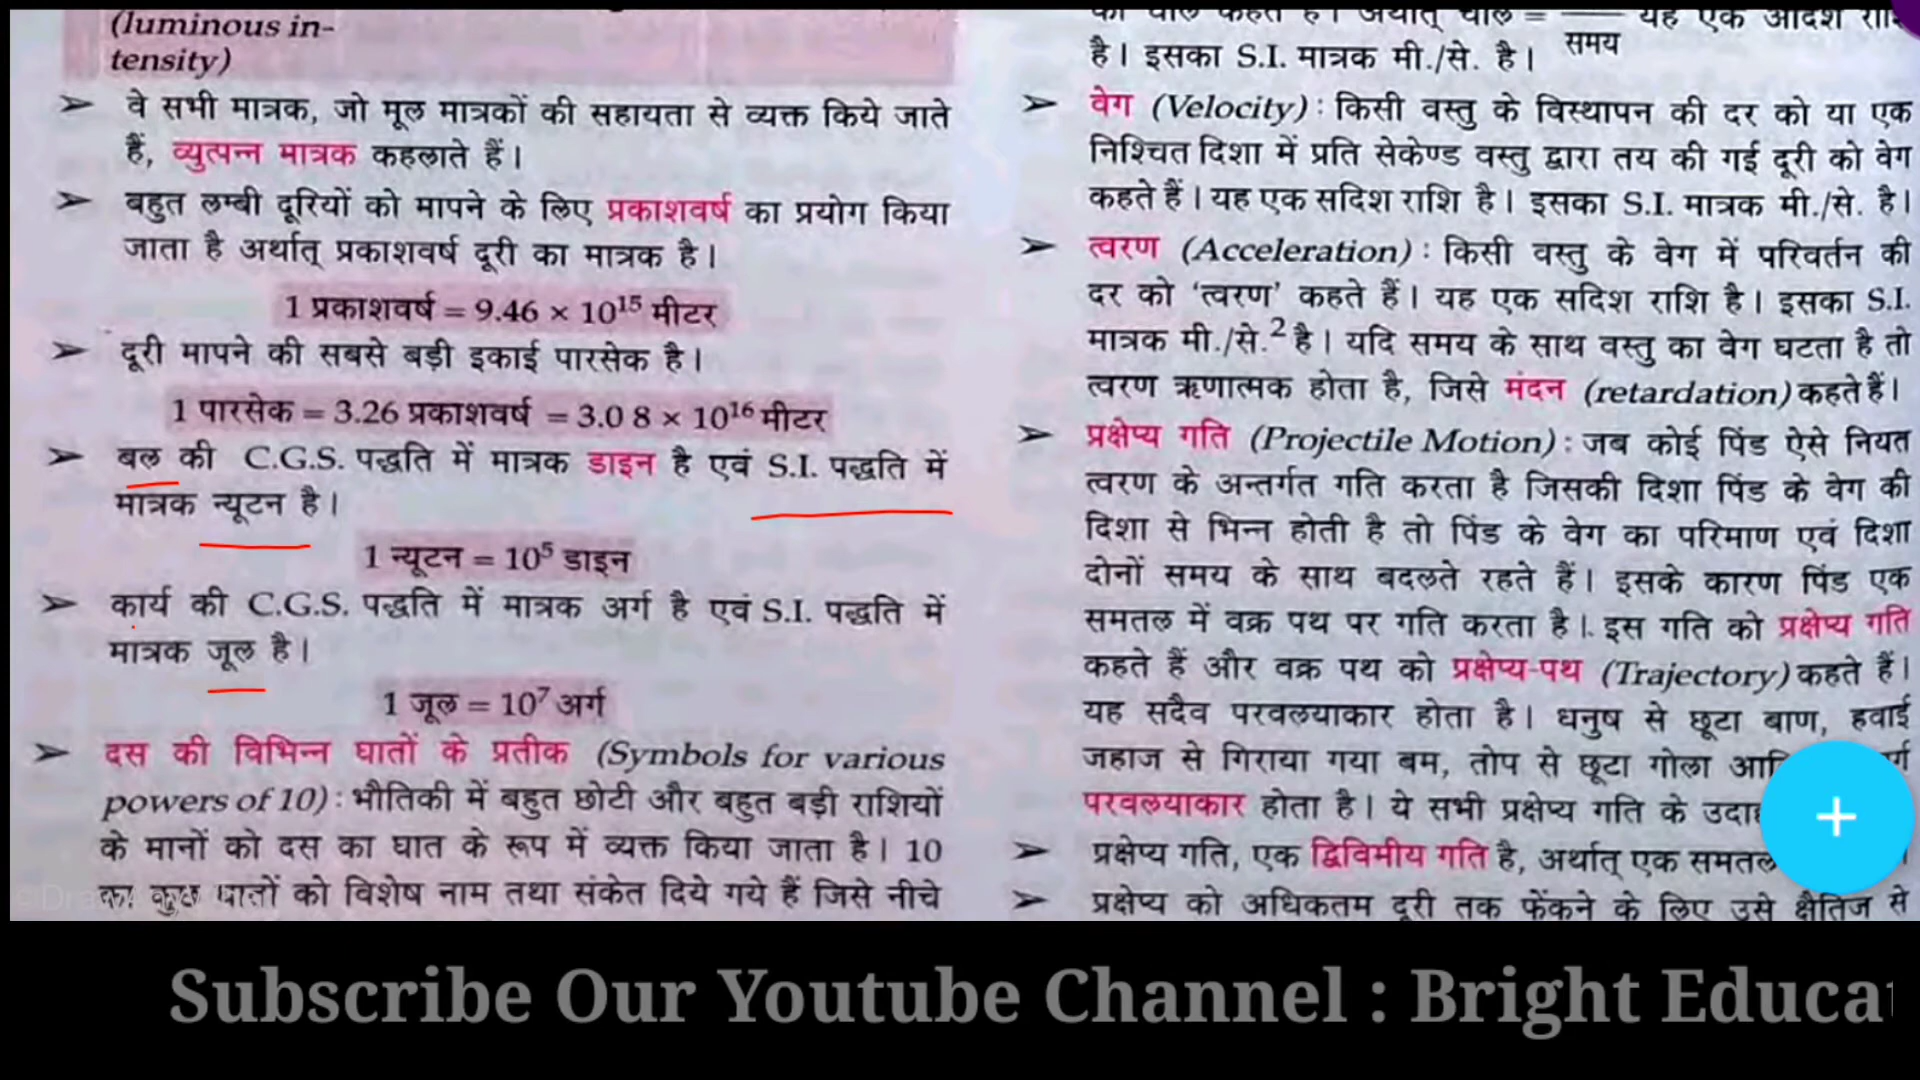 (luminous in-
tensity)
➢ वे सभी मात्रक, जो मूल मात्रकों की सहायता से व्यक्त किये जाते
हैं, व्युत्पन्न मात्रक कहलाते हैं।
➢ बहुत लम्बी दूरियों को मापने के लिए प्रकाशवर्ष का प्रयोग किया
जाता है अर्थात् प्रकाशवर्ष दूरी का मात्रक है।
1 प्रकाशवर्ष = 9.46 × 10¹⁵ मीटर
➢ दूरी मापने की सबसे बड़ी इकाई पारसेक है।
1 पारसेक = 3.26 प्रकाशवर्ष = 3.0 8 × 10¹⁶ मीटर
➢ बल की C.G.S. पद्धति में मात्रक डाइन है एवं S.I. पद्धति में
मात्रक न्यूटन है।
1 न्यूटन = 10⁵ डाइन
➢ कार्य की C.G.S. पद्धति में मात्रक अर्ग है एवं S.I. पद्धति में
मात्रक जूल है।
1 जूल = 10⁷ अर्ग
➢ दस की विभिन्न घातों के प्रतीक (Symbols for various
powers of 10) : भौतिकी में बहुत छोटी और बहुत बड़ी राशियों
के मानों को दस का घात के रूप में व्यक्त किया जाता है। 10
का कुछ घातों को विशेष नाम तथा संकेत दिये गये हैं जिसे नीचे
को चाल कहते हैं। अर्थात् चाल = यह एक अदिश राशि
समय
है। इसका S.I. मात्रक मी./से. है।
➢ वेग (Velocity) : किसी वस्तु के विस्थापन की दर को या एक
निश्चित दिशा में प्रति सेकेण्ड वस्तु द्वारा तय की गई दूरी को वेग
कहते हैं। यह एक सदिश राशि है। इसका S.I. मात्रक मी./से. है।
➢ त्वरण (Acceleration) : किसी वस्तु के वेग में परिवर्तन की
दर को 'त्वरण' कहते हैं। यह एक सदिश राशि है। इसका S.I.
मात्रक मी./से.² है। यदि समय के साथ वस्तु का वेग घटता है तो
त्वरण ऋणात्मक होता है, जिसे मंदन (retardation) कहते हैं।
➢ प्रक्षेप्य गति (Projectile Motion) : जब कोई पिंड ऐसे नियत
त्वरण के अन्तर्गत गति करता है जिसकी दिशा पिंड के वेग की
दिशा से भिन्न होती है तो पिंड के वेग का परिमाण एवं दिशा
दोनों समय के साथ बदलते रहते हैं। इसके कारण पिंड एक
समतल में वक्र पथ पर गति करता है। इस गति को प्रक्षेप्य गति
कहते हैं और वक्र पथ को प्रक्षेप्य-पथ (Trajectory) कहते हैं।
यह सदैव परवलयाकार होता है। धनुष से छूटा बाण, हवाई
जहाज से गिराया गया बम, तोप से छूटा गोला
परवलयाकार होता है। ये सभी प्रक्षेप्य गति के
➢ प्रक्षेप्य गति, एक द्विविमीय गति है, अर्थात् एक समतल
➢ प्रक्षेप्य को अधिकतम दूरी तक फेंकने के लिए उसे क्षैतिज से
+
Subscribe Our Youtube Channel : Bright Educa